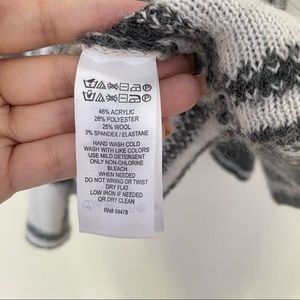 46% ACRYLIC
26% POLYESTER
25% WOOL
3% SPANDEX / ELASTANE
HAND WASH COLD
WASH WITH LIKE COLORS
USE MILD DETERGENT
ONLY NON-CHLORINE
BLEACH
WHEN NEEDED
DO NOT WRING OR TWIST
DRY FLAT
LOW IRON IF NEEDED
OR DRY CLEAN
RN# 59478